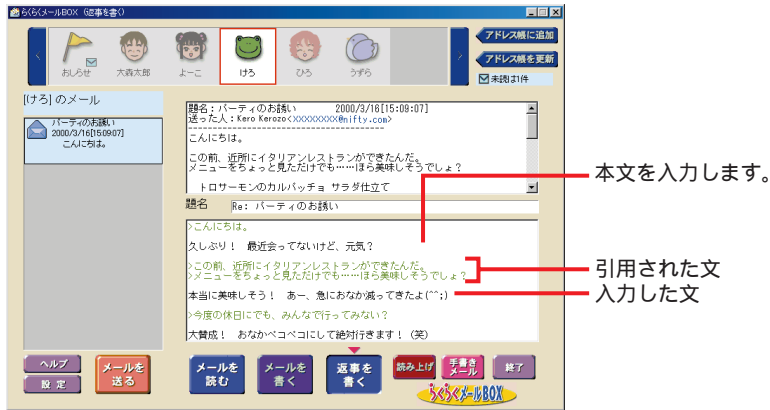 らくらくメールBOX（返事を書く）
おしらせ
大森太郎
よーこ
けろ
ひろ
うずら
アドレス帳に追加
アドレス帳を更新
未読は1件
[けろ] のメール
パーティのお誘い
2000/3/16[15:09:07]
こんにちは。
題名：パーティのお誘い 2000/3/16[15:09:07]
送った人：Kero Kerozo<XXXXXXXX@nifty.com>
----------------------------------------
こんにちは。
この前、近所にイタリアンレストランができたんだ。
メニューをちょっと見ただけでも……ほら美味しそうでしょ？
トロサーモンのカルパッチョ サラダ仕立て
題名 Re: パーティのお誘い
>こんにちは。
久しぶり！ 最近会ってないけど、元気？
>この前、近所にイタリアンレストランができたんだ。
>メニューをちょっと見ただけでも……ほら美味しそうでしょ？
本当に美味しそう！ あー、急におなか減ってきたよ(^^;)
>今度の休日にでも、みんなで行ってみない？
大賛成！ おなかペコペコにして絶対行きます！（笑）
本文を入力します。
引用された文
入力した文
ヘルプ
設定
メールを
送る
メールを
読む
メールを
書く
返事を
書く
読み上げ
手書き
メール
終了
らくらくメールBOX